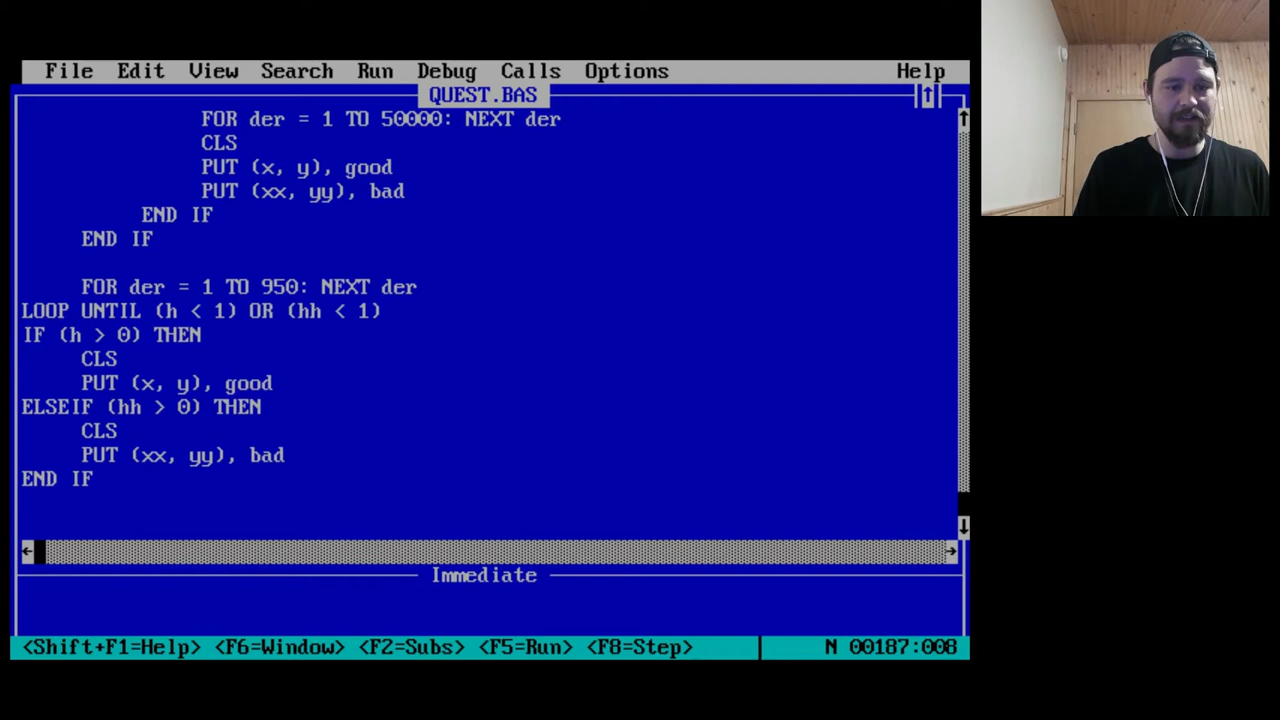 File Edit View Search Run Debug Calls Options Help
QUEST.BAS
FOR der = 1 TO 50000: NEXT der
CLS
PUT (x, y), good
PUT (xx, yy), bad
END IF
END IF
FOR der = 1 TO 950: NEXT der
LOOP UNTIL (h < 1) OR (hh < 1)
IF (h > 0) THEN
CLS
PUT (x, y), good
ELSEIF (hh > 0) THEN
CLS
PUT (xx, yy), bad
END IF
Immediate
<Shift+F1=Help> <F6=Window> <F2=Subs> <F5=Run> <F8=Step> N 00187:008